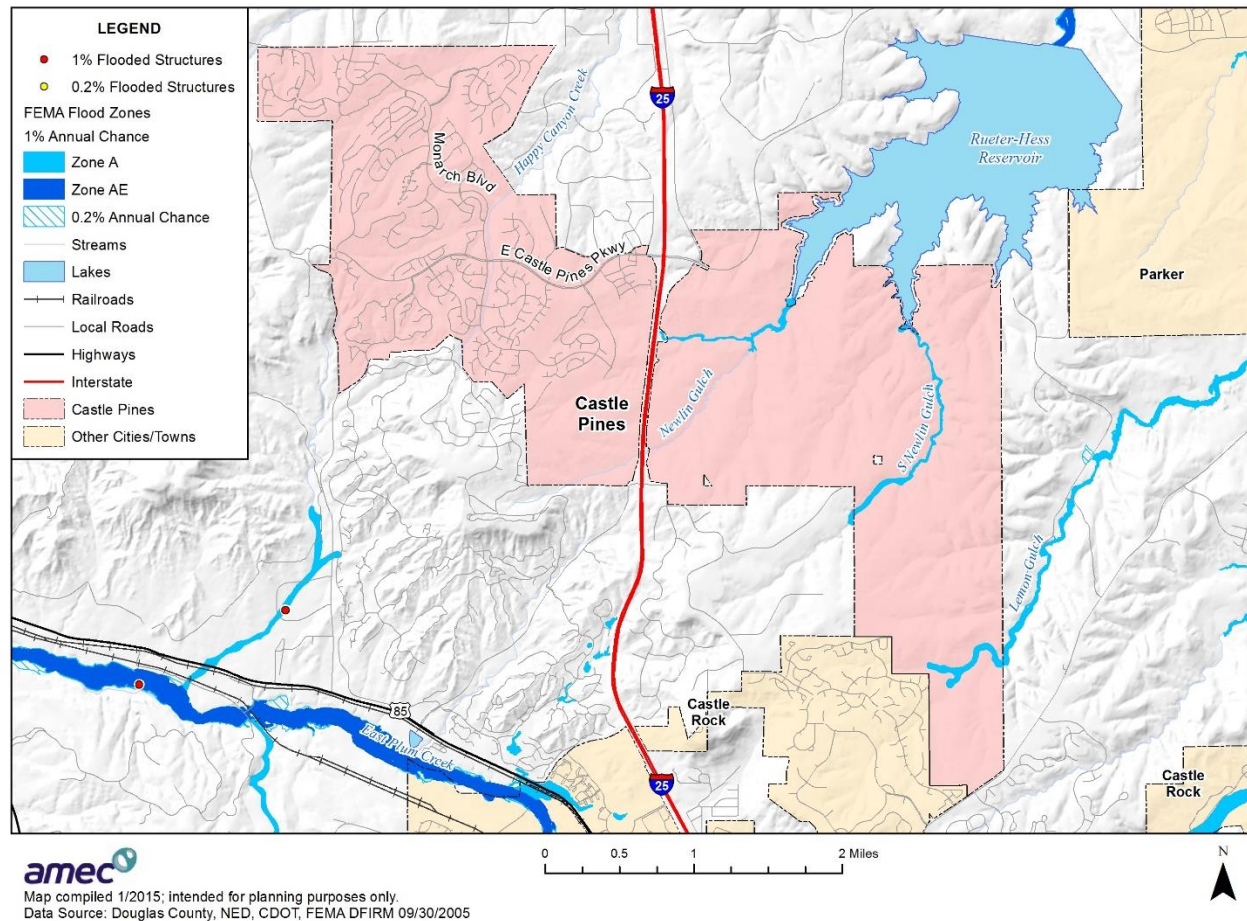 LEGEND
1% Flooded Structures
0.2% Flooded Structures
FEMA Flood Zones
1% Annual Chance
Zone A
Zone AE
0.2% Annual Chance
Streams
Lakes
Railroads
Local Roads
Highways
Interstate
Castle Pines
Other Cities/Towns
25
Happy Canyon Creek
Monarch Blvd
E Castle Pines Pkwy
Rueter-Hess
Reservoir
Parker
Castle
Pines
Newlin Gulch
S Newlin Gulch
Lemon Gulch
85
East Plum Creek
Castle
Rock
25
Castle
Rock
amec
0 0.5 1 2 Miles
N
Map compiled 1/2015; intended for planning purposes only.
Data Source: Douglas County, NED, CDOT, FEMA DFIRM 09/30/2005